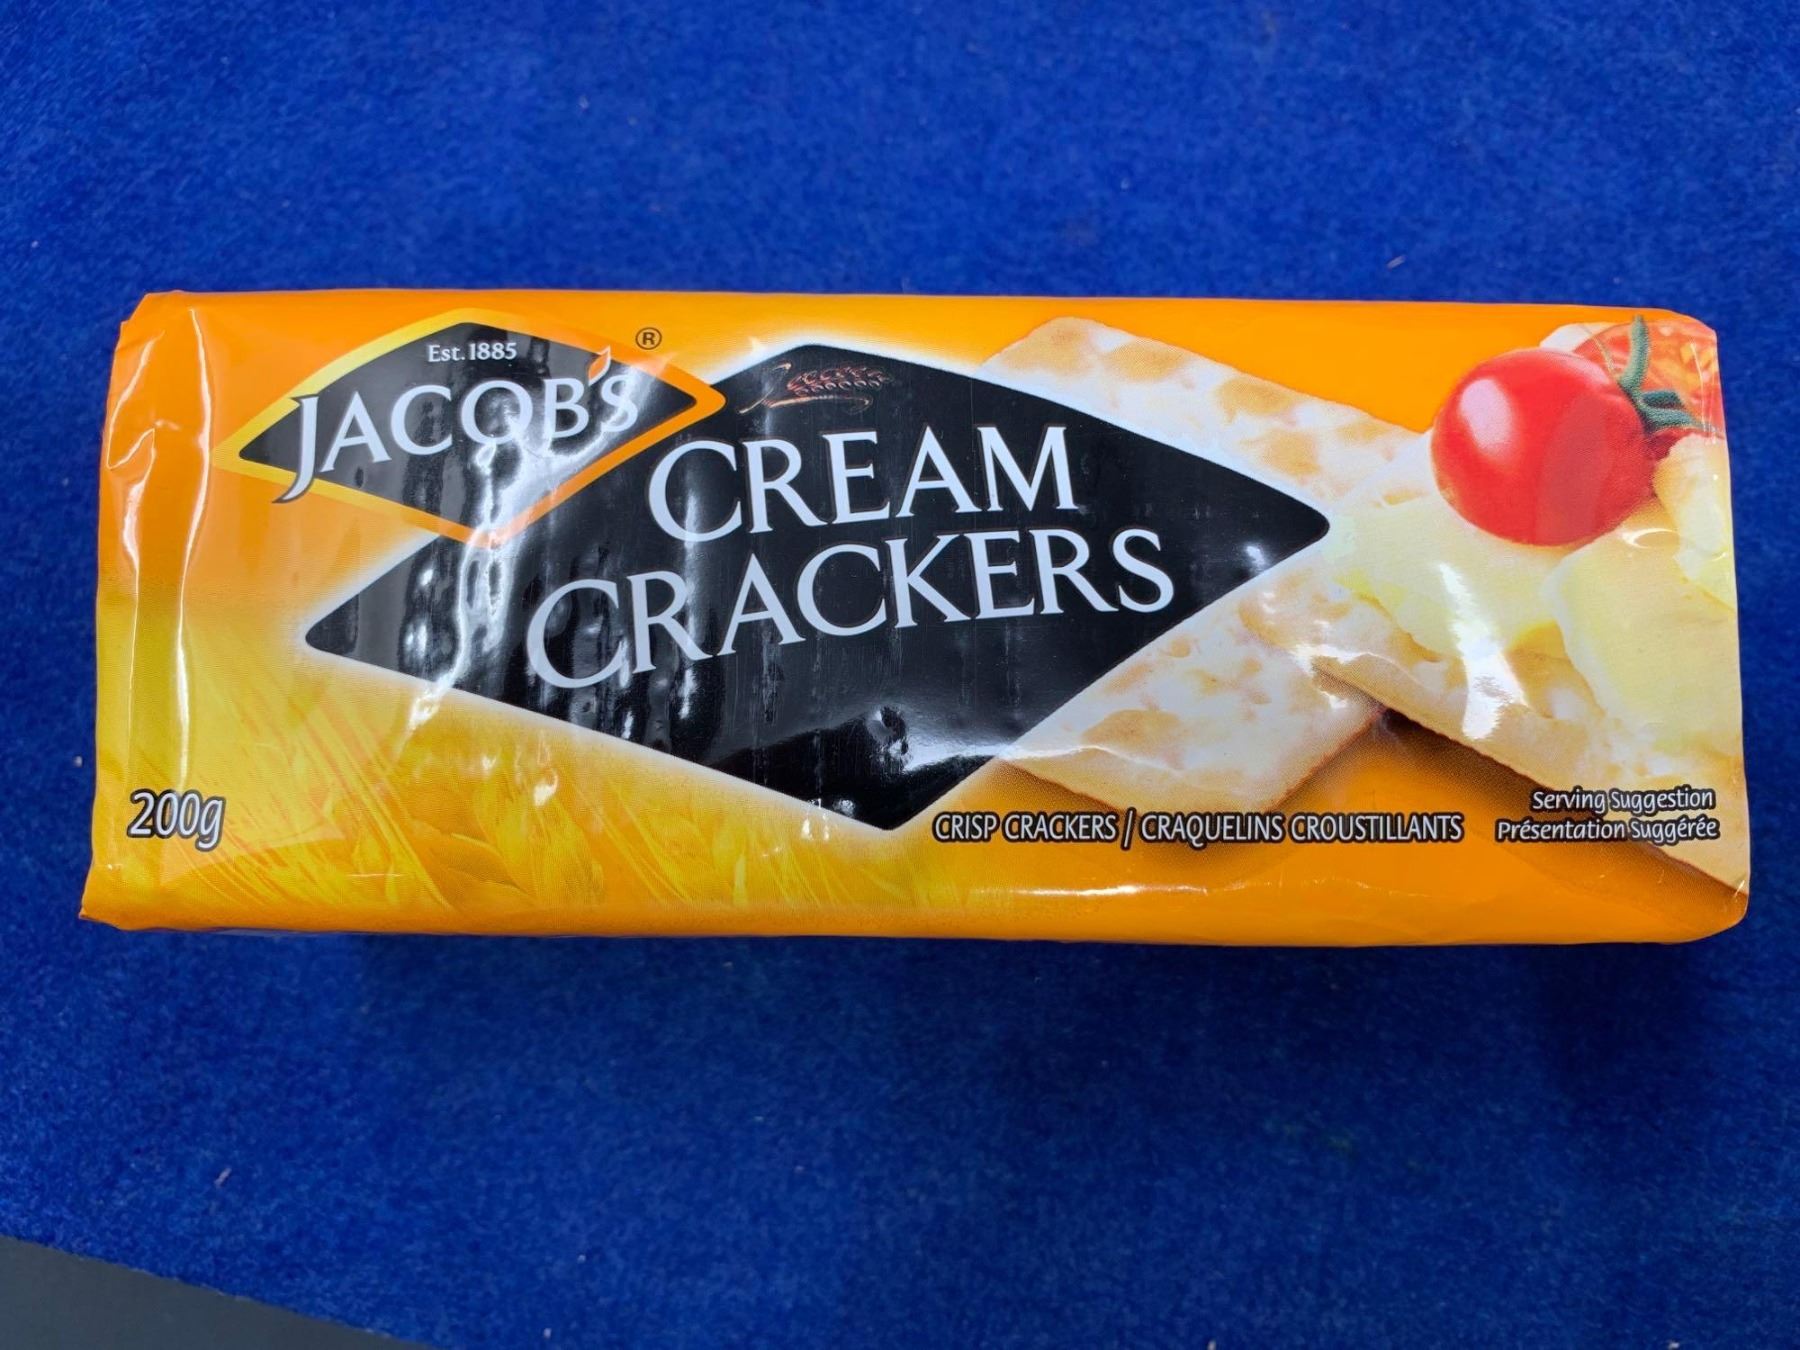 Est. 1885
JACOB'S ®
CREAM
CRACKERS
200g
CRISP CRACKERS / CRAQUELINS CROUSTILLANTS
Serving Suggestion
Présentation Suggérée